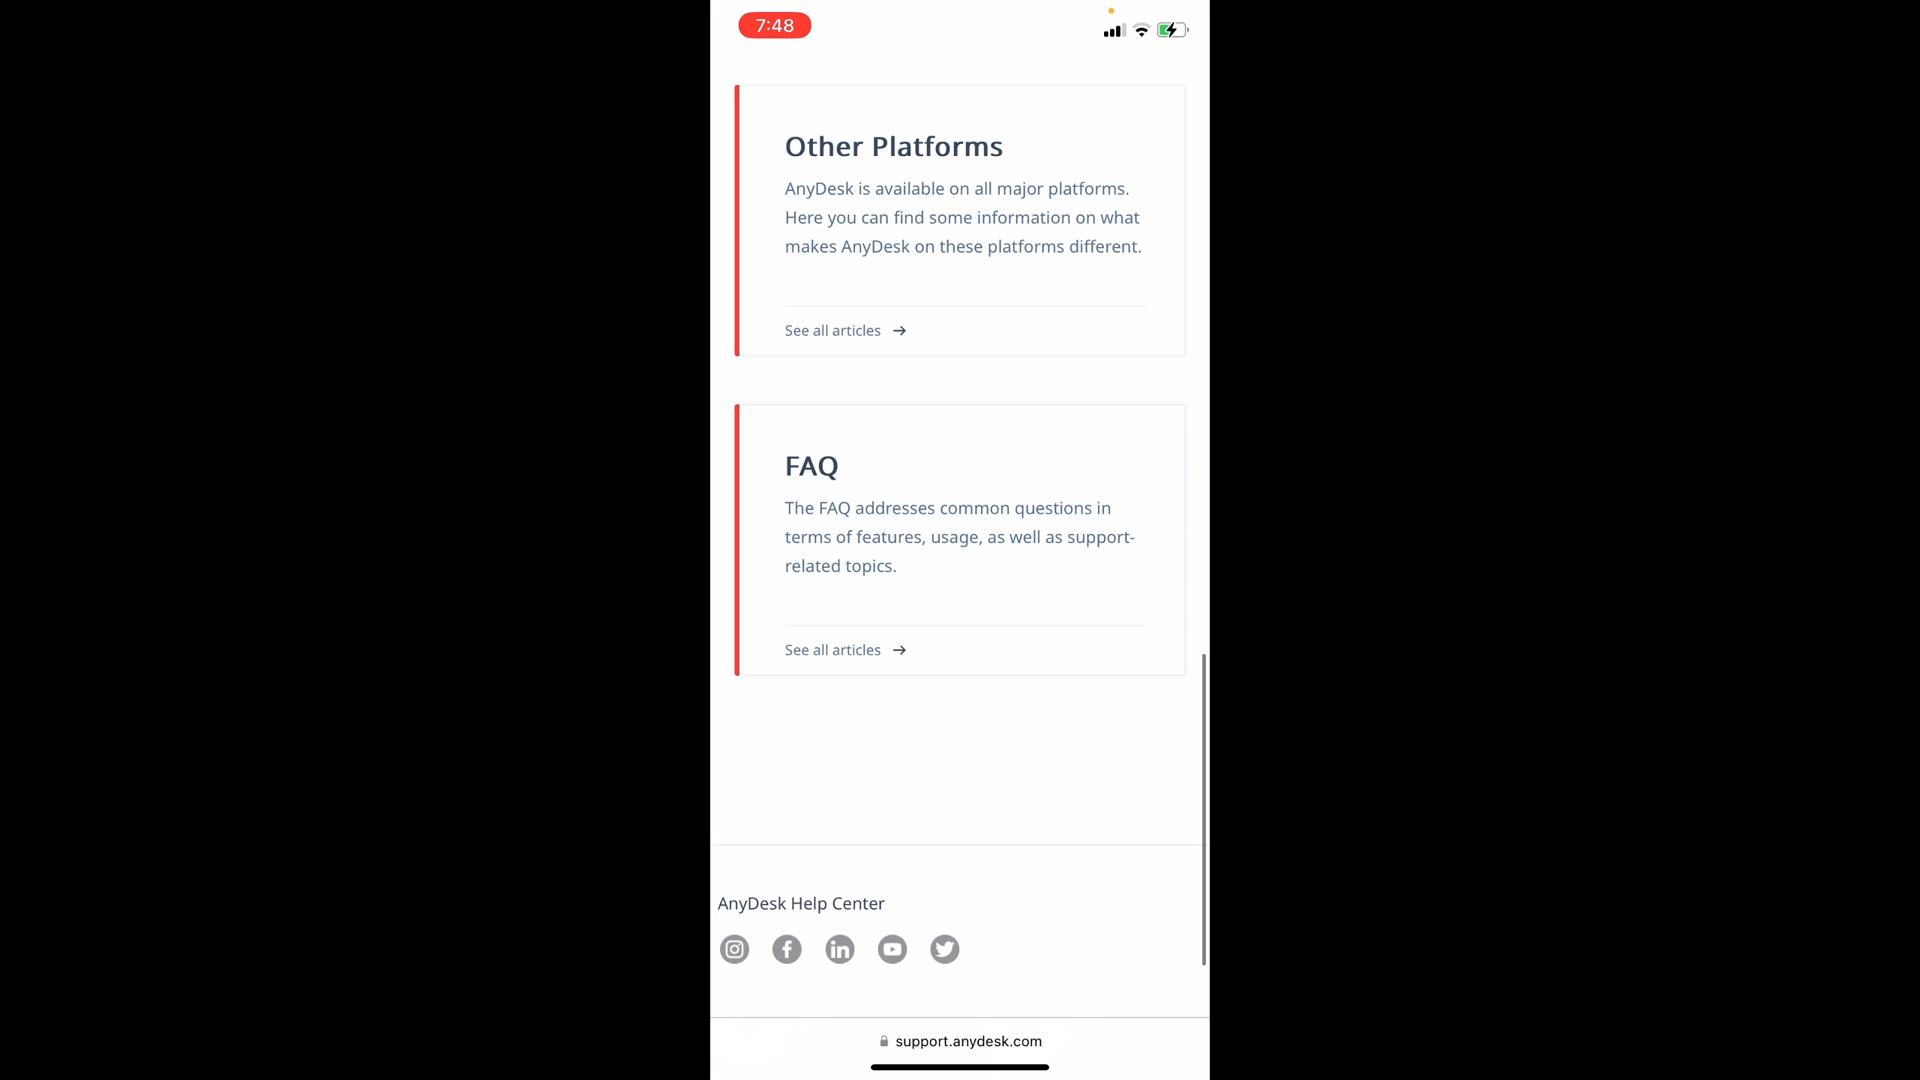 7:48
Other Platforms
AnyDesk is available on all major platforms.
Here you can find some information on what
makes AnyDesk on these platforms different.
See all articles →
FAQ
The FAQ addresses common questions in
terms of features, usage, as well as support-
related topics.
See all articles →
AnyDesk Help Center
support.anydesk.com